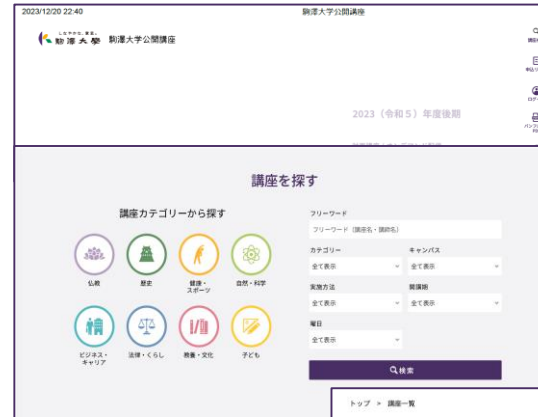 2023/12/20 22:40
駒澤大学公開講座
駒澤大學
駒澤大学公開講座
2023（令和5）年度後期
講座を探す
講座カテゴリーから探す
仏教
歴史
健康・
スポーツ
自然・科学
ビジネス・
キャリア
法律・くらし
教養・文化
子ども
フリーワード
フリーワード（講座名・講師名）
カテゴリー
キャンパス
全て表示
全て表示
実施方法
開講期
全て表示
全て表示
曜日
全て表示
検索
トップ > 講座一覧